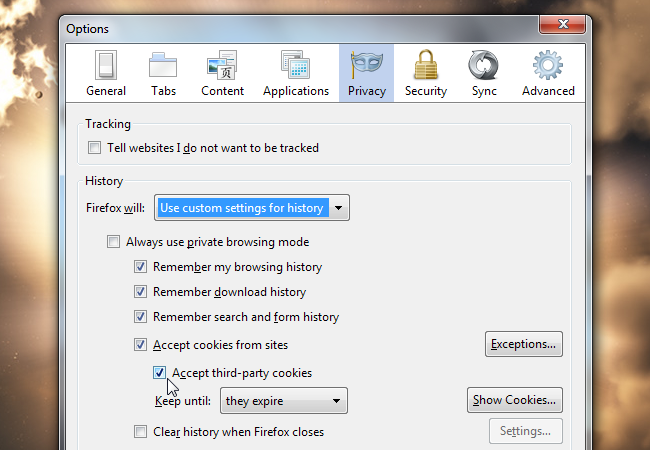 Options
General Tabs Content Applications Privacy Security Sync Advanced
Tracking
Tell websites I do not want to be tracked
History
Firefox will: Use custom settings for history
Always use private browsing mode
Remember my browsing history
Remember download history
Remember search and form history
Accept cookies from sites Exceptions...
Accept third-party cookies
Keep until: they expire Show Cookies...
Clear history when Firefox closes Settings...